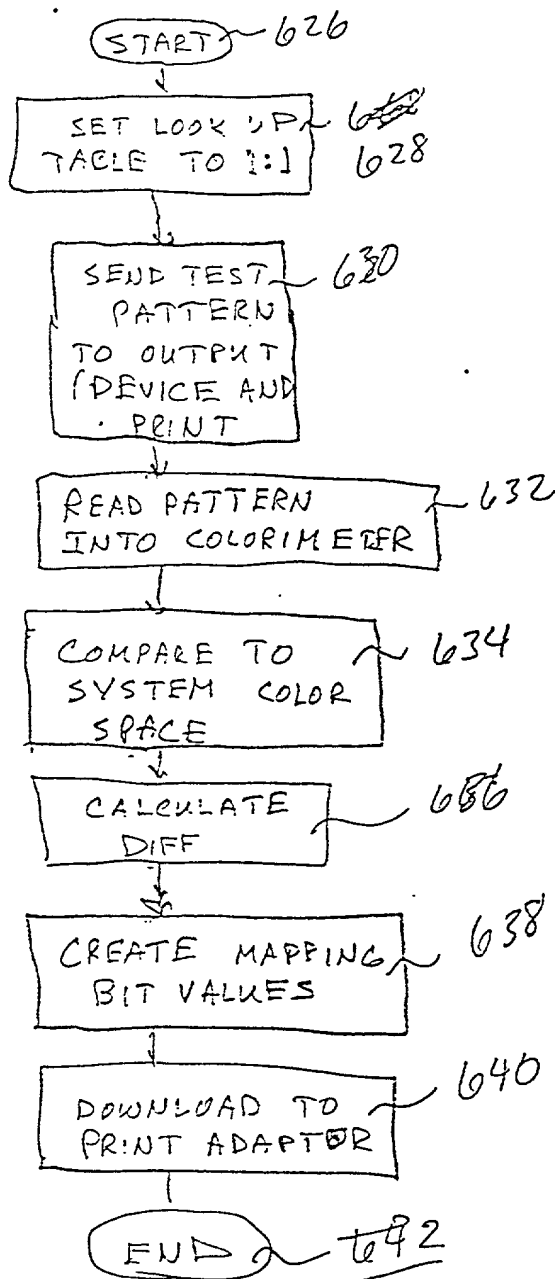 START 626
SET LOOK UP
TABLE TO 1:1 628
SEND TEST 630
PATTERN
TO OUTPUT
DEVICE AND
PRINT
READ PATTERN 632
INTO COLORIMETER
COMPARE TO 634
SYSTEM COLOR
SPACE
CALCULATE 636
DIFF
CREATE MAPPING 638
BIT VALUES
DOWNLOAD TO 640
PRINT ADAPTOR
END 642